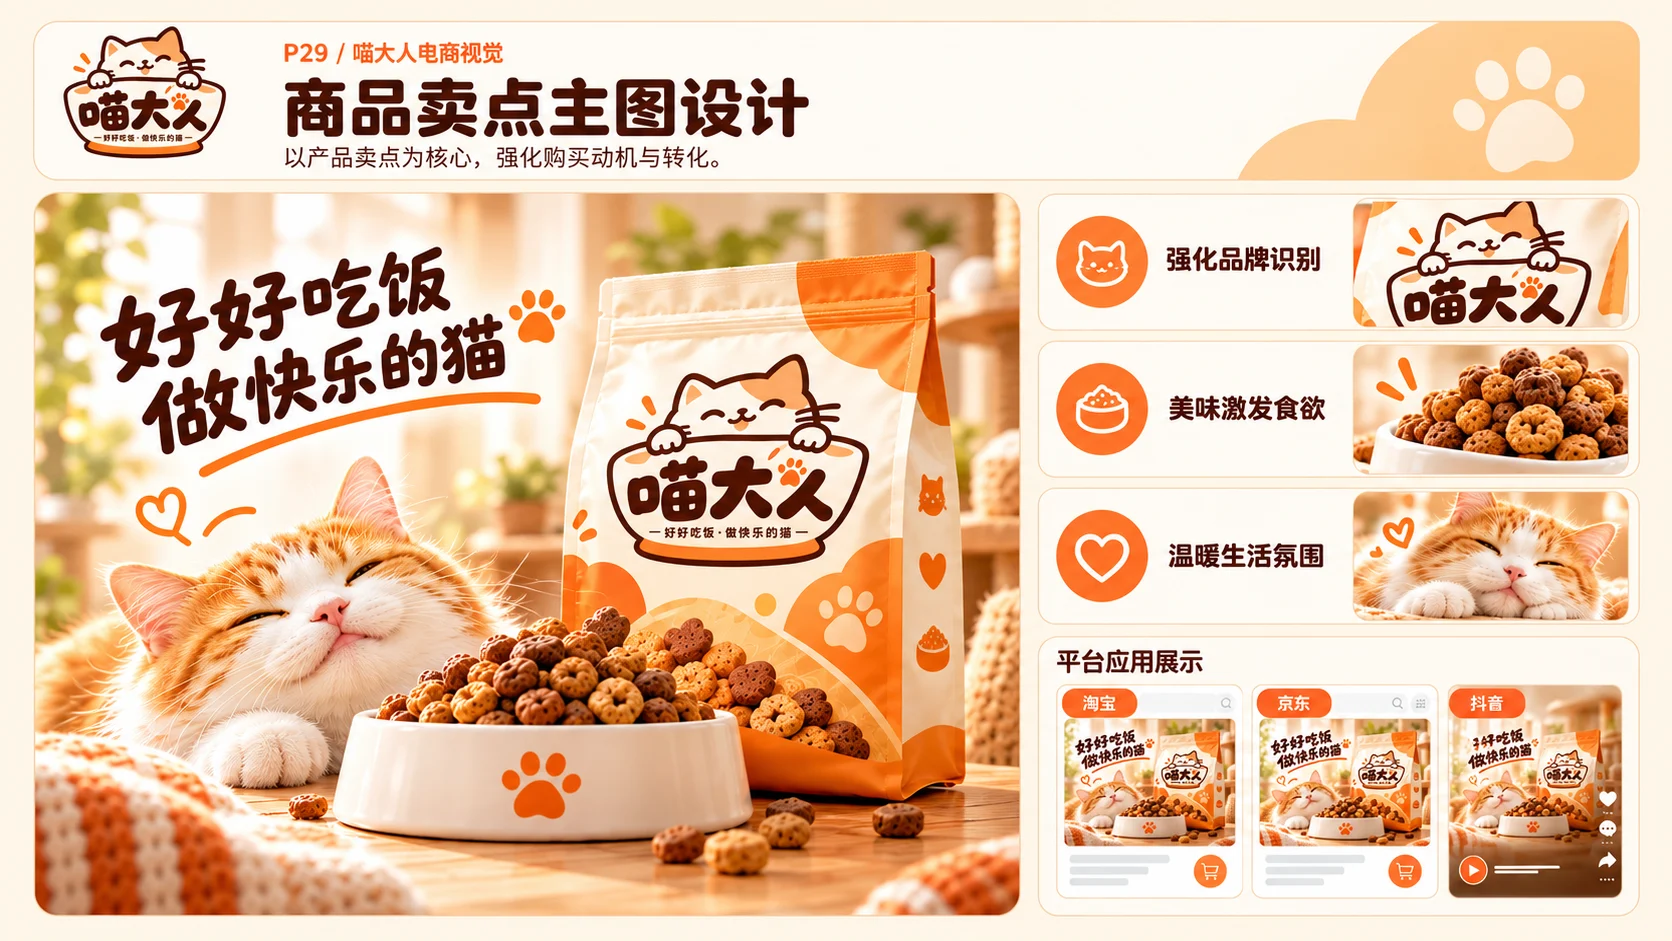 喵大人
好好吃饭·做快乐的猫
P29 / 喵大人电商视觉
商品卖点主图设计
以产品卖点为核心，强化购买动机与转化。
好好吃饭
做快乐的猫
喵大人
好好吃饭·做快乐的猫
强化品牌识别
喵大人
美味激发食欲
温暖生活氛围
平台应用展示
淘宝
好好吃饭
做快乐的猫
喵大人
京东
好好吃饭
做快乐的猫
喵大人
抖音
好好吃饭
做快乐的猫
喵大人